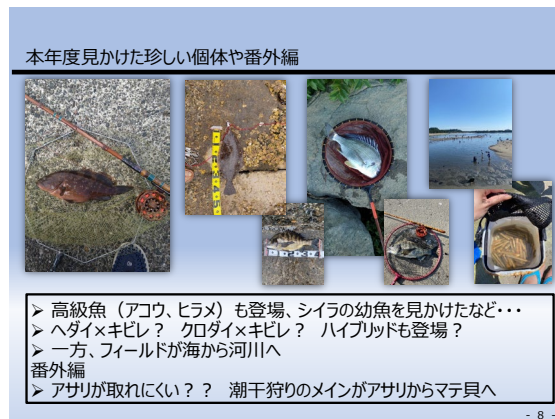 本年度見かけた珍しい個体や番外編
➢ 高級魚（アコウ、ヒラメ）も登場、シイラの幼魚を見かけたなど･･･
➢ ヘダイ×キビレ？ クロダイ×キビレ？ ハイブリッドも登場？
➢ 一方、フィールドが海から河川へ
番外編
➢ アサリが取れにくい？？ 潮干狩りのメインがアサリからマテ貝へ
- 8 -